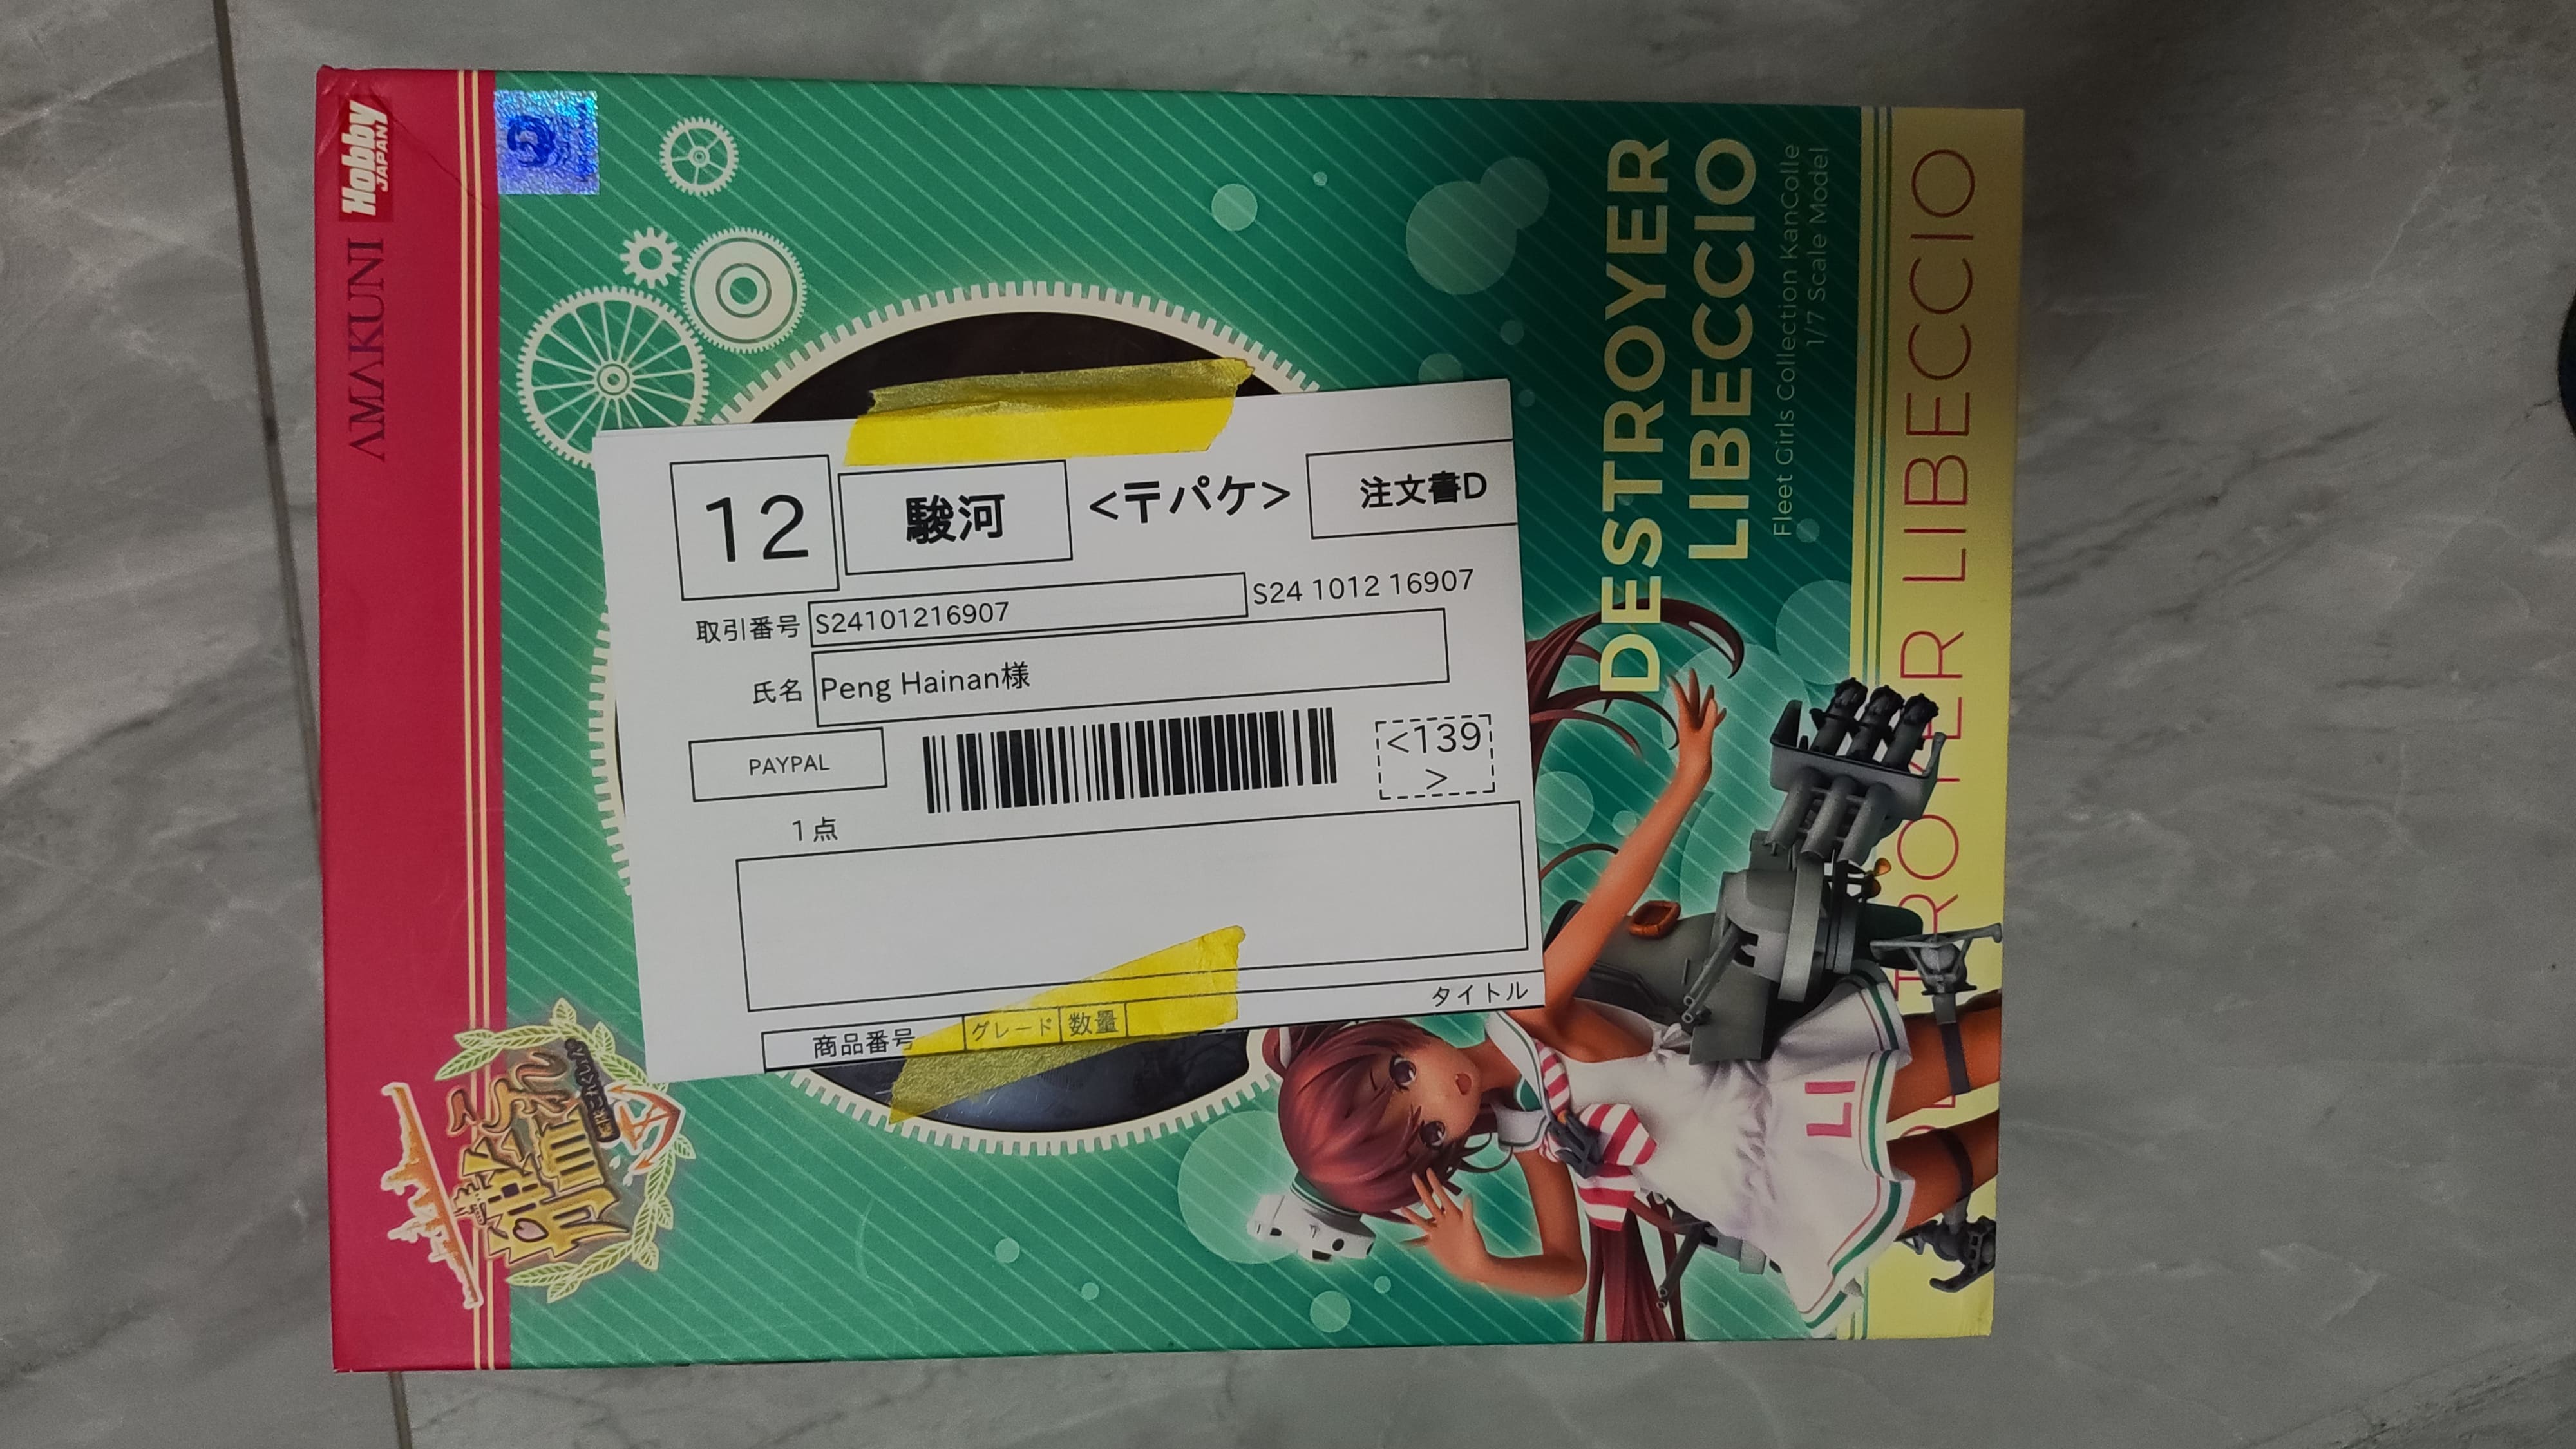 Hobby
JAPAN
AMAKUNI
DESTROYER
LIBECCIO
Fleet Girls Collection KanColle
1/7 Scale Model
LIBECCIO
12
駿河
<〒パケ>
注文書D
取引番号
S24101216907
S24 1012 16907
氏名
Peng Hainan様
PAYPAL
<139
>
1点
タイトル
商品番号
グレード
数量
艦これ
LI